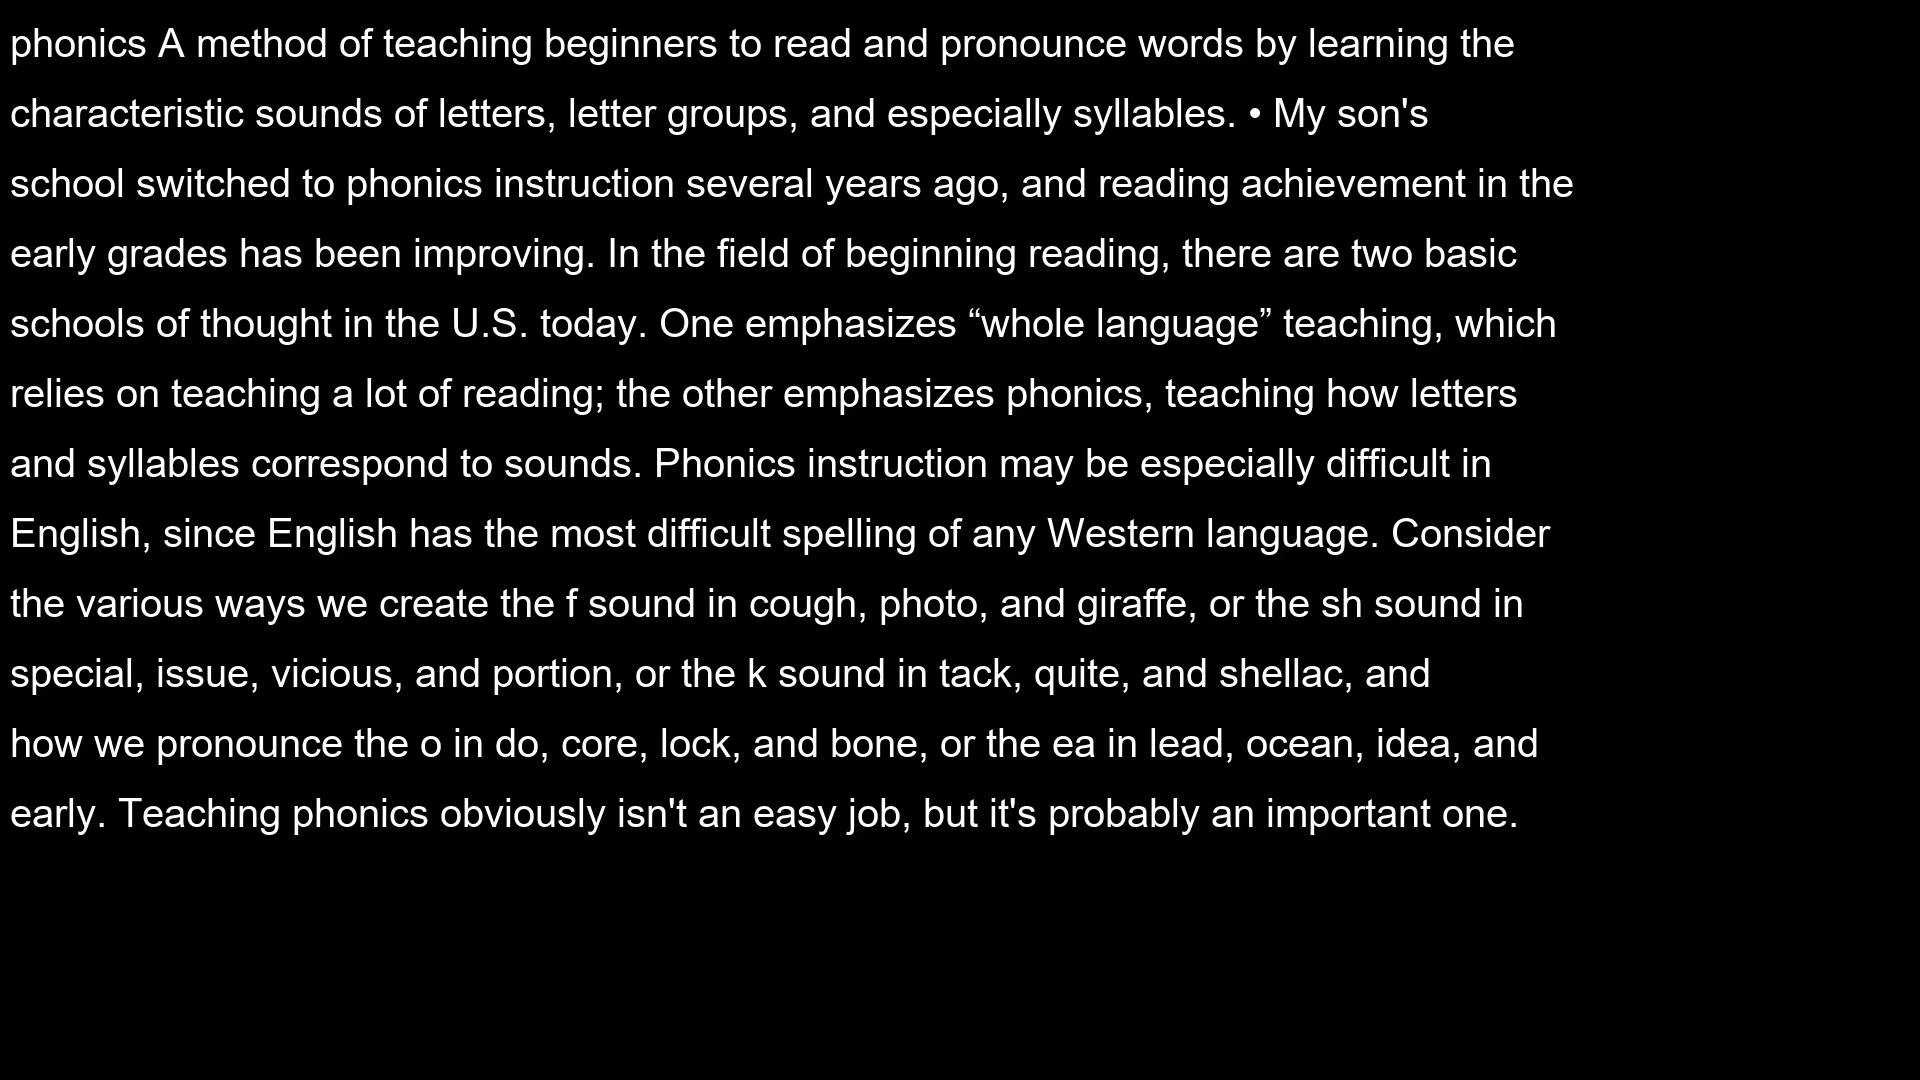 phonics A method of teaching beginners to read and pronounce words by learning the
characteristic sounds of letters, letter groups, and especially syllables. • My son's
school switched to phonics instruction several years ago, and reading achievement in the
early grades has been improving. In the field of beginning reading, there are two basic
schools of thought in the U.S. today. One emphasizes “whole language” teaching, which
relies on teaching a lot of reading; the other emphasizes phonics, teaching how letters
and syllables correspond to sounds. Phonics instruction may be especially difficult in
English, since English has the most difficult spelling of any Western language. Consider
the various ways we create the f sound in cough, photo, and giraffe, or the sh sound in
special, issue, vicious, and portion, or the k sound in tack, quite, and shellac, and
how we pronounce the o in do, core, lock, and bone, or the ea in lead, ocean, idea, and
early. Teaching phonics obviously isn't an easy job, but it's probably an important one.